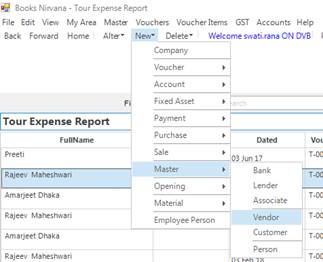 Books Nirvana - Tour Expense Report
Edit View My Area Master Vouchers Voucher Items GST Accounts Help
Back Forward Home Alter New Delete Welcome swati.rana ON DVB
Company
Voucher
Account
Fixed Asset
Payment
Purchase
Sale
Master
Opening
Material
Employee Person
Bank
Lender
Associate
Vendor
Customer
Person
Fi
Tour Expense Report
FullName Dated Vou
Preeti 03 Jun 17 T-00
Rajeev Maheshwari T-00
Amarjeet Dhaka T-00
Rajeev Maheshwari T-00
Amarjeet Dhaka T-00
Rajeev Maheshwari 03 Feb 18 T-00